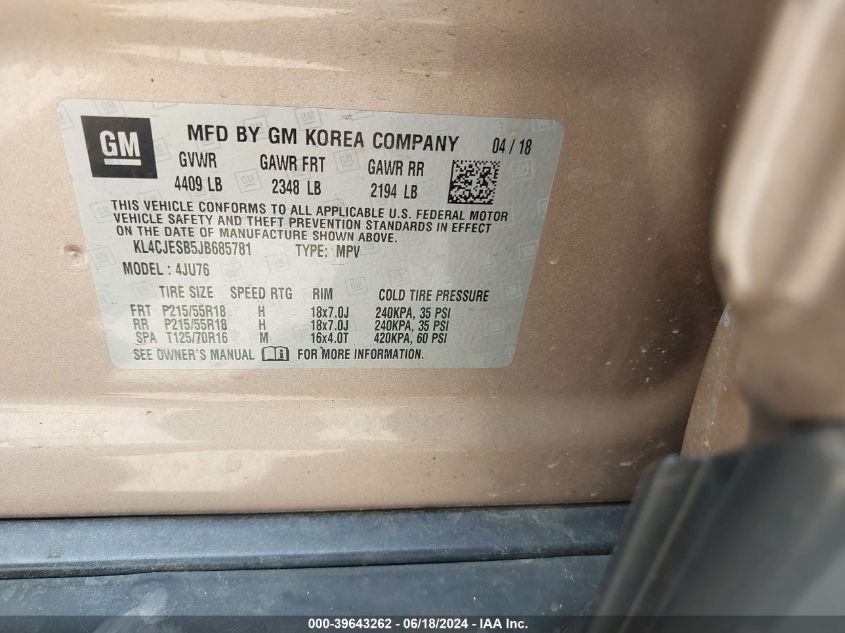 GM
MFD BY GM KOREA COMPANY 04 / 18
GVWR GAWR FRT GAWR RR
4409 LB 2348 LB 2194 LB
THIS VEHICLE CONFORMS TO ALL APPLICABLE U.S. FEDERAL MOTOR
VEHICLE SAFETY AND THEFT PREVENTION STANDARDS IN EFFECT
ON THE DATE OF MANUFACTURE SHOWN ABOVE.
KL4CJESB5JB685781 TYPE: MPV
MODEL: 4JU76
TIRE SIZE SPEED RTG RIM COLD TIRE PRESSURE
FRT P215/55R18 H 18x7.0J 240KPA, 35 PSI
RR P215/55R18 H 18x7.0J 240KPA, 35 PSI
SPA T125/70R16 M 16x4.0T 420KPA, 60 PSI
SEE OWNER'S MANUAL FOR MORE INFORMATION.
000-39643262 - 06/18/2024 - IAA Inc.